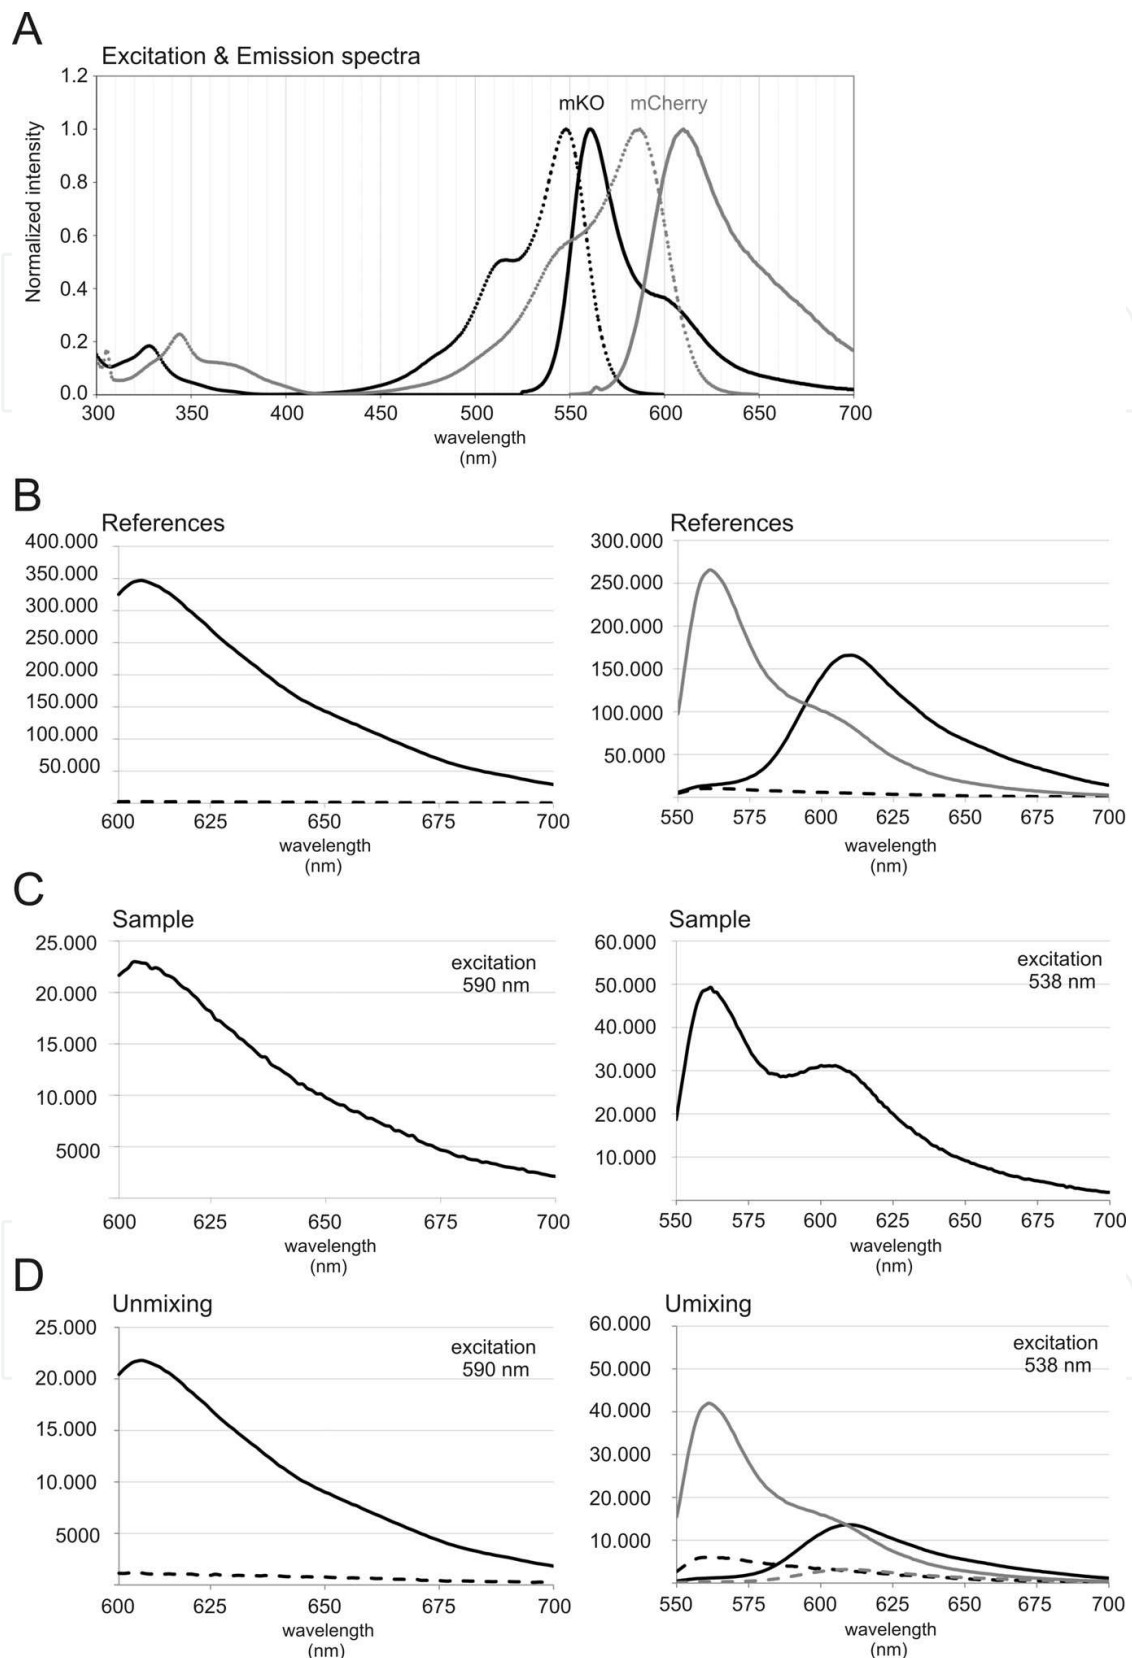 A
Excitation & Emission spectra
1.2
mKO mCherry
1.0
0.8
0.6
0.4
0.2
0.0
Normalized intensity
300 350 400 450 500 550 600 650 700
wavelength
(nm)
B
References
400.000
350.000
300.000
250.000
200.000
150.000
100.000
50.000
600 625 650 675 700
wavelength
(nm)
References
300.000
250.000
200.000
150.000
100.000
50.000
550 575 600 625 650 675 700
wavelength
(nm)
C
Sample
25.000
excitation
590 nm
20.000
15.000
10.000
5000
600 625 650 675 700
wavelength
(nm)
Sample
60.000
excitation
538 nm
50.000
40.000
30.000
20.000
10.000
550 575 600 625 650 675 700
wavelength
(nm)
D
Unmixing
25.000
excitation
590 nm
20.000
15.000
10.000
5000
600 625 650 675 700
wavelength
(nm)
Umixing
60.000
excitation
538 nm
50.000
40.000
30.000
20.000
10.000
550 575 600 625 650 675 700
wavelength
(nm)